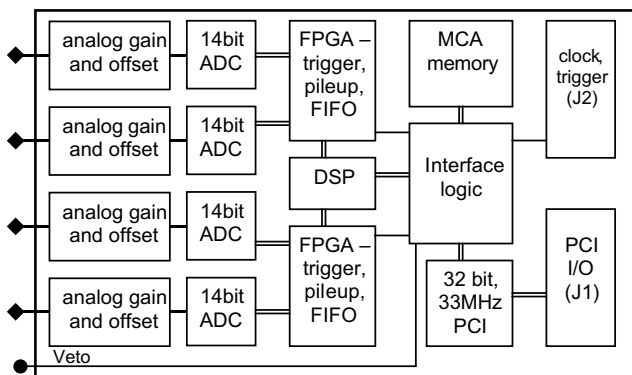 analog gain
and offset
14bit
ADC
FPGA –
trigger,
pileup,
FIFO
MCA
memory
clock,
trigger
(J2)
analog gain
and offset
14bit
ADC
DSP
Interface
logic
analog gain
and offset
14bit
ADC
FPGA –
trigger,
pileup,
FIFO
PCI
I/O
(J1)
analog gain
and offset
14bit
ADC
32 bit,
33MHz
PCI
Veto